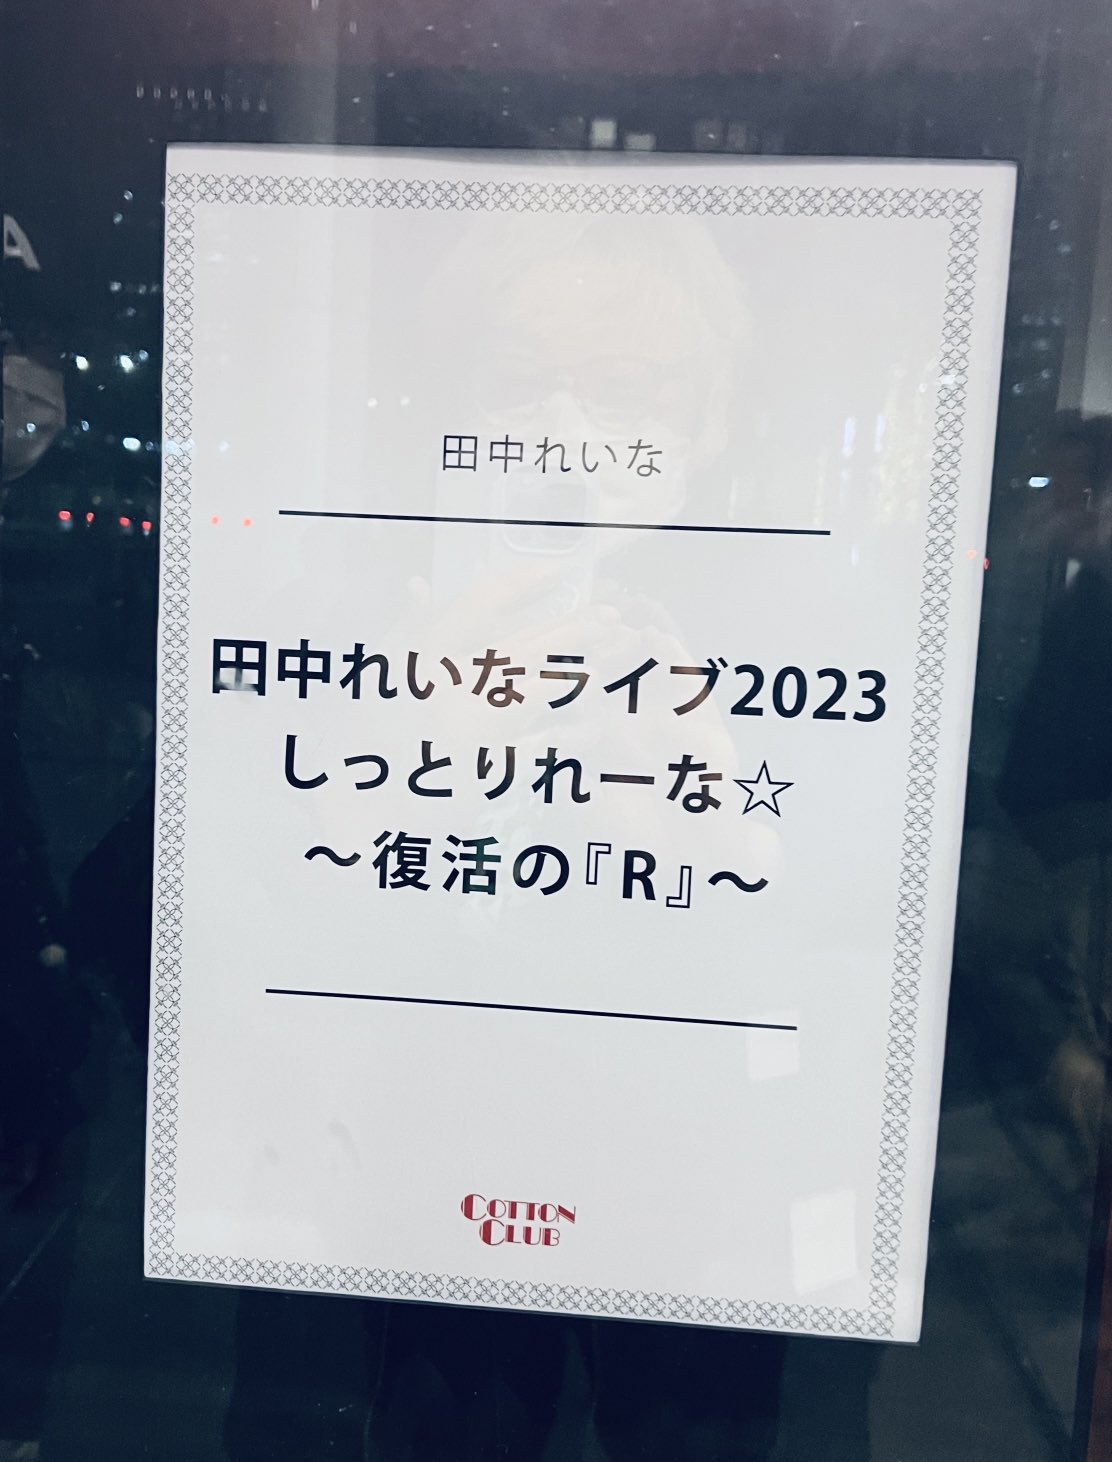 田中れいな
田中れいなライブ2023
しっとりれーな☆
～復活の『R』～
COTTON
CLUB
A